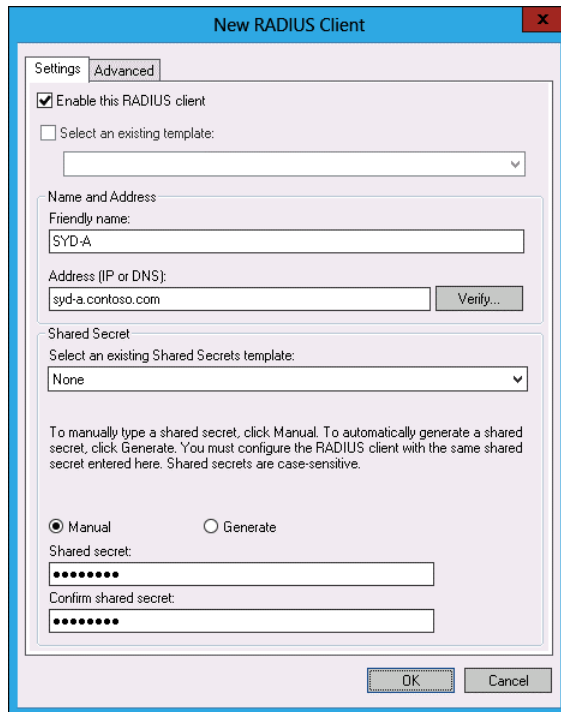 New RADIUS Client
x
Settings
Advanced
Enable this RADIUS client
Select an existing template:
Name and Address
Friendly name:
SYD-A
Address (IP or DNS):
syd-a.contoso.com
Verify...
Shared Secret
Select an existing Shared Secrets template:
None
To manually type a shared secret, click Manual. To automatically generate a shared
secret, click Generate. You must configure the RADIUS client with the same shared
secret entered here. Shared secrets are case-sensitive.
Manual
Generate
Shared secret:
●●●●●●●●
Confirm shared secret:
●●●●●●●●
OK
Cancel